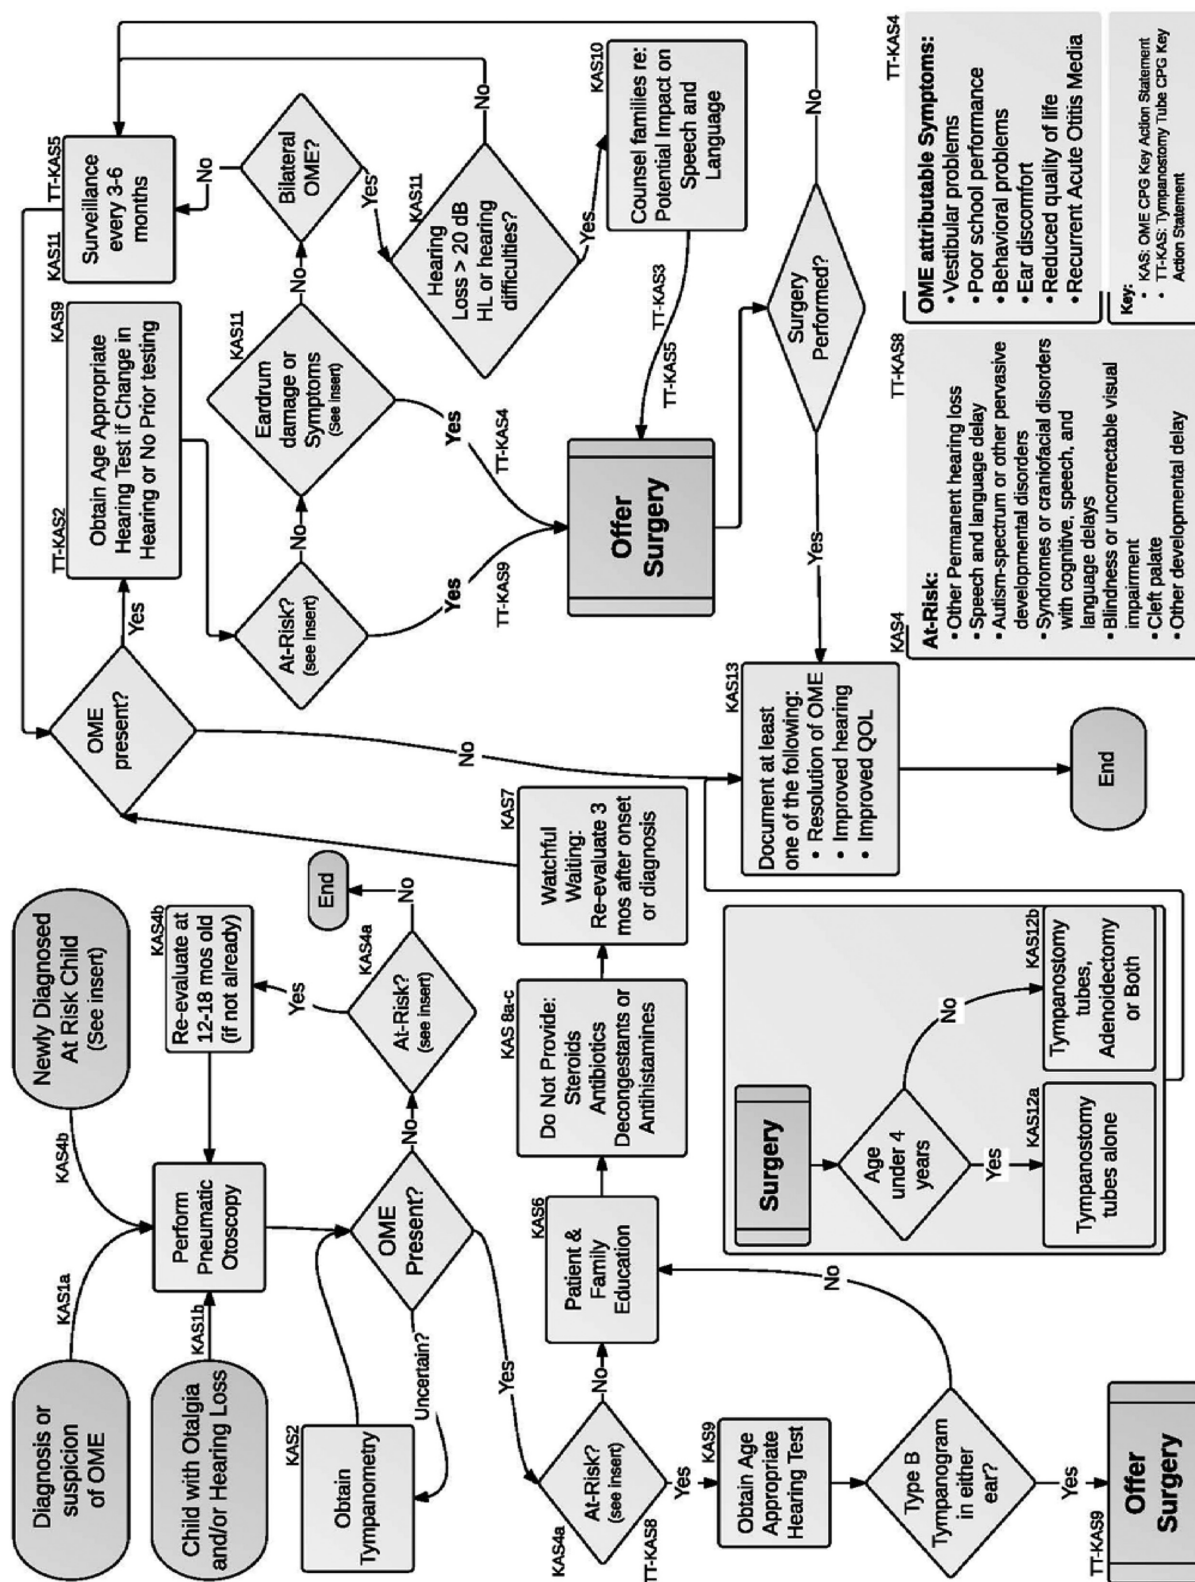 Diagnosis or
suspicion
of OME
KAS1a
Newly Diagnosed
At Risk Child
(See insert)
KAS4b
Child with Otalgia
and/or Hearing Loss
KAS1b
Perform
Pneumatic
Otoscopy
KAS4b
Re-evaluate at
12-18 mos old
(if not already)
KAS2
Obtain
Tympanometry
Uncertain?
OME
Present?
No
KAS4a
At-Risk?
(see insert)
Yes
No
End
Yes
KAS4a
TT-KAS8
At-Risk?
(see insert)
No
Yes
KAS6
Patient &
Family
Education
KAS 8a-c
Do Not Provide:
Steroids
Antibiotics
Decongestants or
Antihistamines
KAS7
Watchful
Waiting:
Re-evaluate 3
mos after onset
or diagnosis
KAS9
Obtain Age
Appropriate
Hearing Test
Type B
Tympanogram
in either
ear?
No
Yes
TT-KAS9
Offer
Surgery
Surgery
Age
under 4
years
Yes
No
KAS12a
Tympanostomy
tubes alone
KAS12b
Tympanostomy
tubes,
Adenoidectomy
or Both
OME
present?
Yes
No
TT-KAS2
KAS9
Obtain Age Appropriate
Hearing Test if Change in
Hearing or No Prior testing
KAS11
TT-KAS5
Surveillance
every 3-6
months
At-Risk?
(see insert)
No
Yes
TT-KAS9
KAS11
Eardrum
damage or
Symptoms
(See insert)
No
Yes
TT-KAS4
Bilateral
OME?
No
Yes
KAS11
Hearing
Loss > 20 dB
HL or hearing
difficulties?
No
Yes
KAS10
Counsel families re:
Potential Impact on
Speech and
Language
TT-KAS5
TT-KAS3
Offer
Surgery
Surgery
Performed?
Yes
No
KAS13
Document at least
one of the following:
• Resolution of OME
• Improved hearing
• Improved QOL
End
KAS4
TT-KAS8
At-Risk:
• Other Permanent hearing loss
• Speech and language delay
• Autism-spectrum or other pervasive
developmental disorders
• Syndromes or craniofacial disorders
with cognitive, speech, and
language delays
• Blindness or uncorrectable visual
impairment
• Cleft palate
• Other developmental delay
TT-KAS4
OME attributable Symptoms:
• Vestibular problems
• Poor school performance
• Behavioral problems
• Ear discomfort
• Reduced quality of life
• Recurrent Acute Otitis Media
Key:
• KAS: OME CPG Key Action Statement
• TT-KAS: Tympanostomy Tube CPG Key
Action Statement